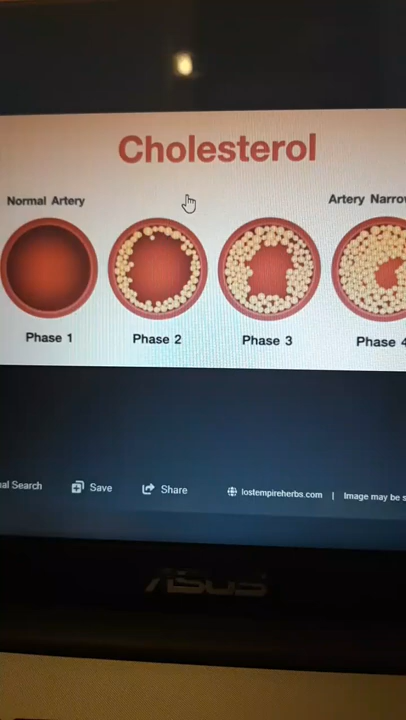 Cholesterol
Normal Artery
Artery Narro
Phase 1
Phase 2
Phase 3
Phase 4
al Search
Save
Share
lostempireherbs.com | Image may be s
ASUS